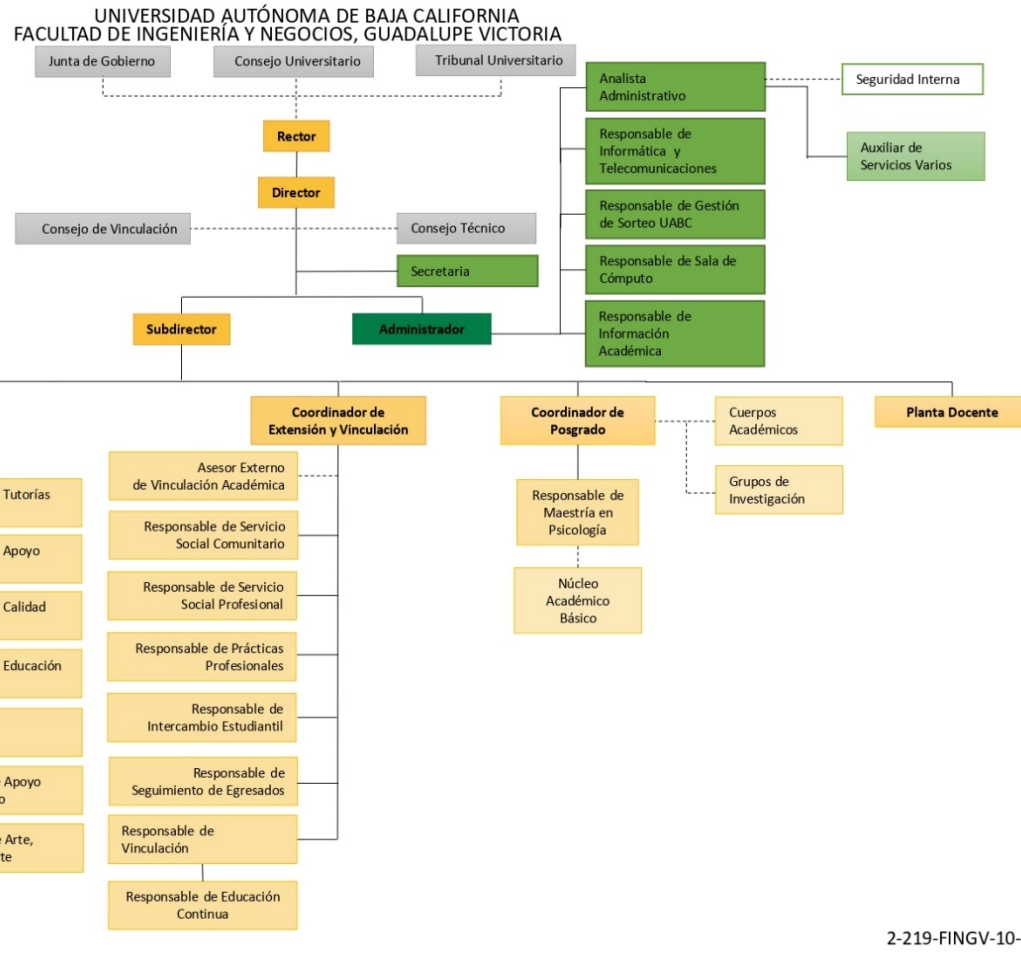 UNIVERSIDAD AUTÓNOMA DE BAJA CALIFORNIA
FACULTAD DE INGENIERÍA Y NEGOCIOS, GUADALUPE VICTORIA
Junta de Gobierno
Consejo Universitario
Tribunal Universitario
Rector
Director
Consejo de Vinculación
Consejo Técnico
Secretaria
Subdirector
Administrador
Analista
Administrativo
Responsable de
Informática y
Telecomunicaciones
Responsable de Gestión
de Sorteo UABC
Responsable de Sala de
Cómputo
Responsable de
Información
Académica
Seguridad Interna
Auxiliar de
Servicios Varios
Coordinador de
Extensión y Vinculación
Coordinador de
Posgrado
Cuerpos
Académicos
Grupos de
Investigación
Planta Docente
Tutorías
Apoyo
Calidad
Educación
Apoyo
Arte,
Asesor Externo
de Vinculación Académica
Responsable de Servicio
Social Comunitario
Responsable de Servicio
Social Profesional
Responsable de Prácticas
Profesionales
Responsable de
Intercambio Estudiantil
Responsable de
Seguimiento de Egresados
Responsable de
Vinculación
Responsable de Educación
Continua
Responsable de
Maestría en
Psicología
Núcleo
Académico
Básico
2-219-FINGV-10-